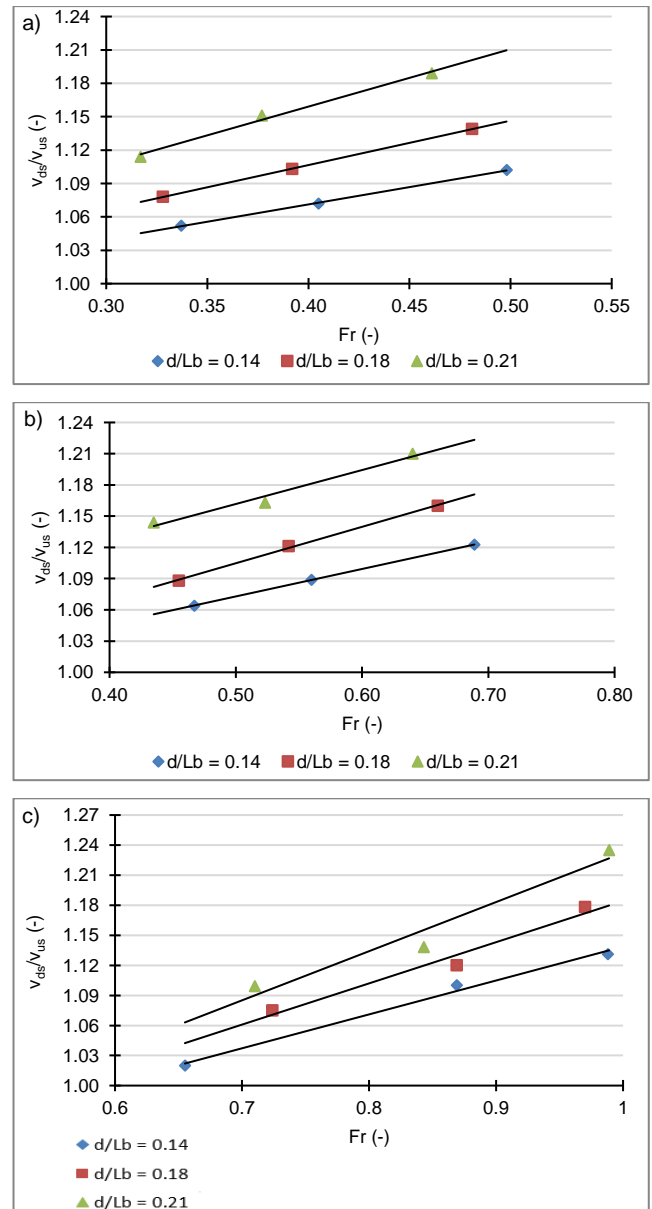 a)
1.24
1.21
1.18
1.15
1.12
1.09
1.06
1.03
1.00
v_ds/v_us (-)
0.30 0.35 0.40 0.45 0.50 0.55
Fr (-)
d/Lb = 0.14 d/Lb = 0.18 d/Lb = 0.21
b)
1.24
1.21
1.18
1.15
1.12
1.09
1.06
1.03
1.00
v_ds/v_us (-)
0.40 0.50 0.60 0.70 0.80
Fr (-)
d/Lb = 0.14 d/Lb = 0.18 d/Lb = 0.21
c)
1.27
1.24
1.21
1.18
1.15
1.12
1.09
1.06
1.03
1.00
v_ds/v_us (-)
0.6 0.7 0.8 0.9 1
Fr (-)
d/Lb = 0.14
d/Lb = 0.18
d/Lb = 0.21